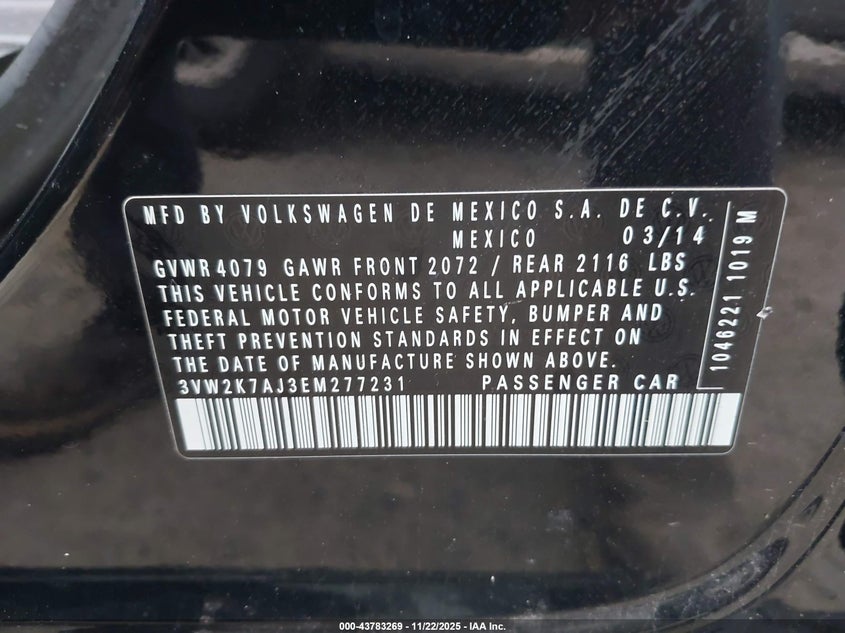 MFD BY VOLKSWAGEN DE MEXICO S.A. DE C.V.
MEXICO 03/14
GVWR 4079 GAWR FRONT 2072 / REAR 2116 LBS
THIS VEHICLE CONFORMS TO ALL APPLICABLE U.S.
FEDERAL MOTOR VEHICLE SAFETY, BUMPER AND
THEFT PREVENTION STANDARDS IN EFFECT ON
THE DATE OF MANUFACTURE SHOWN ABOVE.
3VW2K7AJ3EM277231 PASSENGER CAR
1046221 1019 M
000-43783269 - 11/22/2025 - IAA Inc.